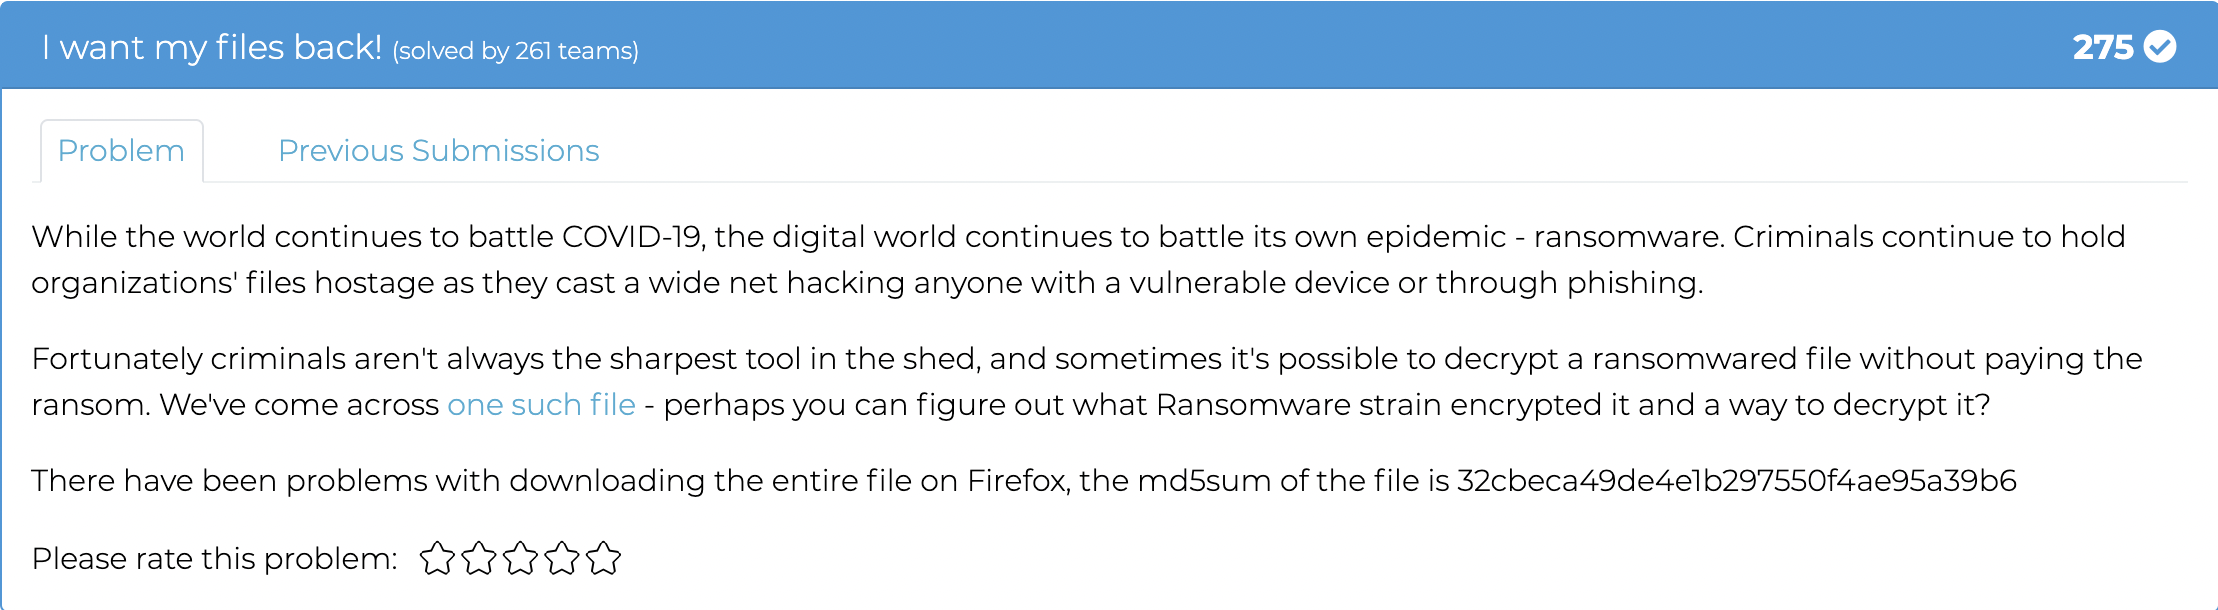 I want my files back! (solved by 261 teams)
275
Problem
Previous Submissions
While the world continues to battle COVID-19, the digital world continues to battle its own epidemic - ransomware. Criminals continue to hold
organizations' files hostage as they cast a wide net hacking anyone with a vulnerable device or through phishing.
Fortunately criminals aren't always the sharpest tool in the shed, and sometimes it's possible to decrypt a ransomwared file without paying the
ransom. We've come across one such file - perhaps you can figure out what Ransomware strain encrypted it and a way to decrypt it?
There have been problems with downloading the entire file on Firefox, the md5sum of the file is 32cbeca49de4e1b297550f4ae95a39b6
Please rate this problem: